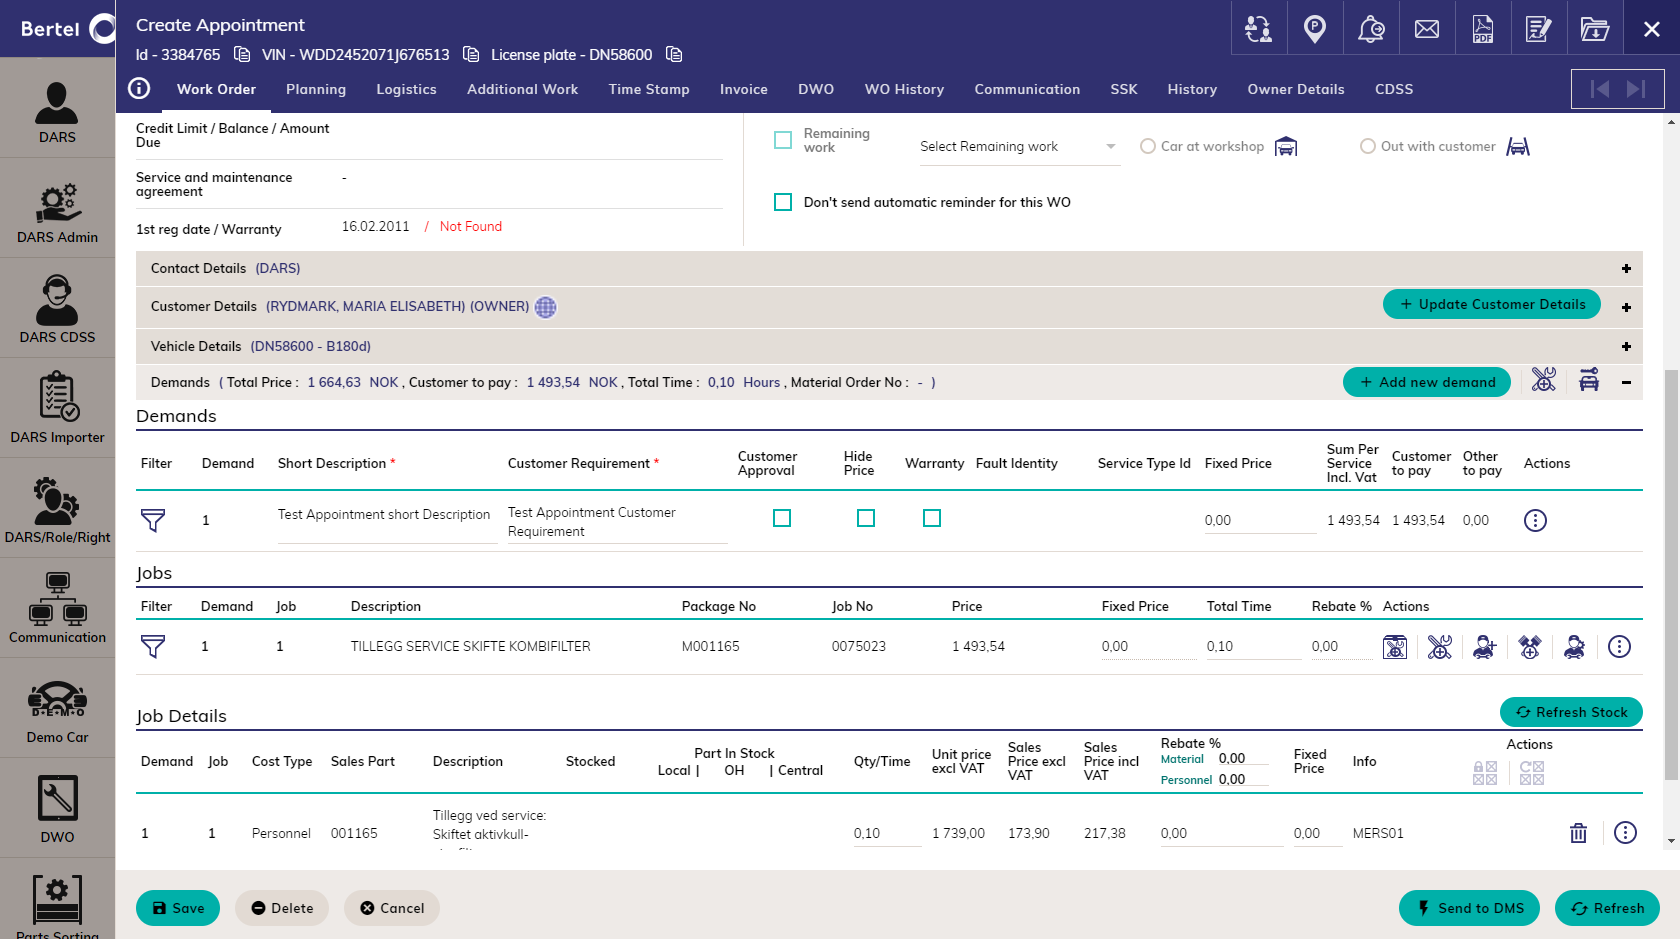 Bertel
Create Appointment
Id - 3384765 VIN - WDD2452071J676513 License plate - DN58600
Work Order Planning Logistics Additional Work Time Stamp Invoice DWO WO History Communication SSK History Owner Details CDSS
DARS
DARS Admin
DARS CDSS
DARS Importer
DARS/Role/Right
Communication
D·E·M·O
Demo Car
DWO
Parts Sorting
Credit Limit / Balance / Amount
Due
Service and maintenance
agreement -
1st reg date / Warranty 16.02.2011 / Not Found
Remaining
work
Select Remaining work
Car at workshop
Out with customer
Don't send automatic reminder for this WO
Contact Details (DARS)
Customer Details (RYDMARK, MARIA ELISABETH) (OWNER) + Update Customer Details
Vehicle Details (DN58600 - B180d)
Demands ( Total Price : 1 664,63 NOK , Customer to pay : 1 493,54 NOK , Total Time : 0,10 Hours , Material Order No : - ) + Add new demand
Demands
Filter Demand Short Description * Customer Requirement * Customer Approval Hide Price Warranty Fault Identity Service Type Id Fixed Price Sum Per Service Incl. Vat Customer to pay Other to pay Actions
1 Test Appointment short Description Test Appointment Customer Requirement 0,00 1 493,54 1 493,54 0,00
Jobs
Filter Demand Job Description Package No Job No Price Fixed Price Total Time Rebate % Actions
1 1 TILLEGG SERVICE SKIFTE KOMBIFILTER M001165 0075023 1 493,54 0,00 0,10 0,00
Job Details
Refresh Stock
Demand Job Cost Type Sales Part Description Stocked Part In Stock Local | OH | Central Qty/Time Unit price excl VAT Sales Price excl VAT Sales Price incl VAT Rebate % Material 0,00 Personnel 0,00 Fixed Price Info Actions
1 1 Personnel 001165 Tillegg ved service: Skiftet aktivkull- 0,10 1 739,00 173,90 217,38 0,00 0,00 MERS01
Save Delete Cancel Send to DMS Refresh
PDF
P